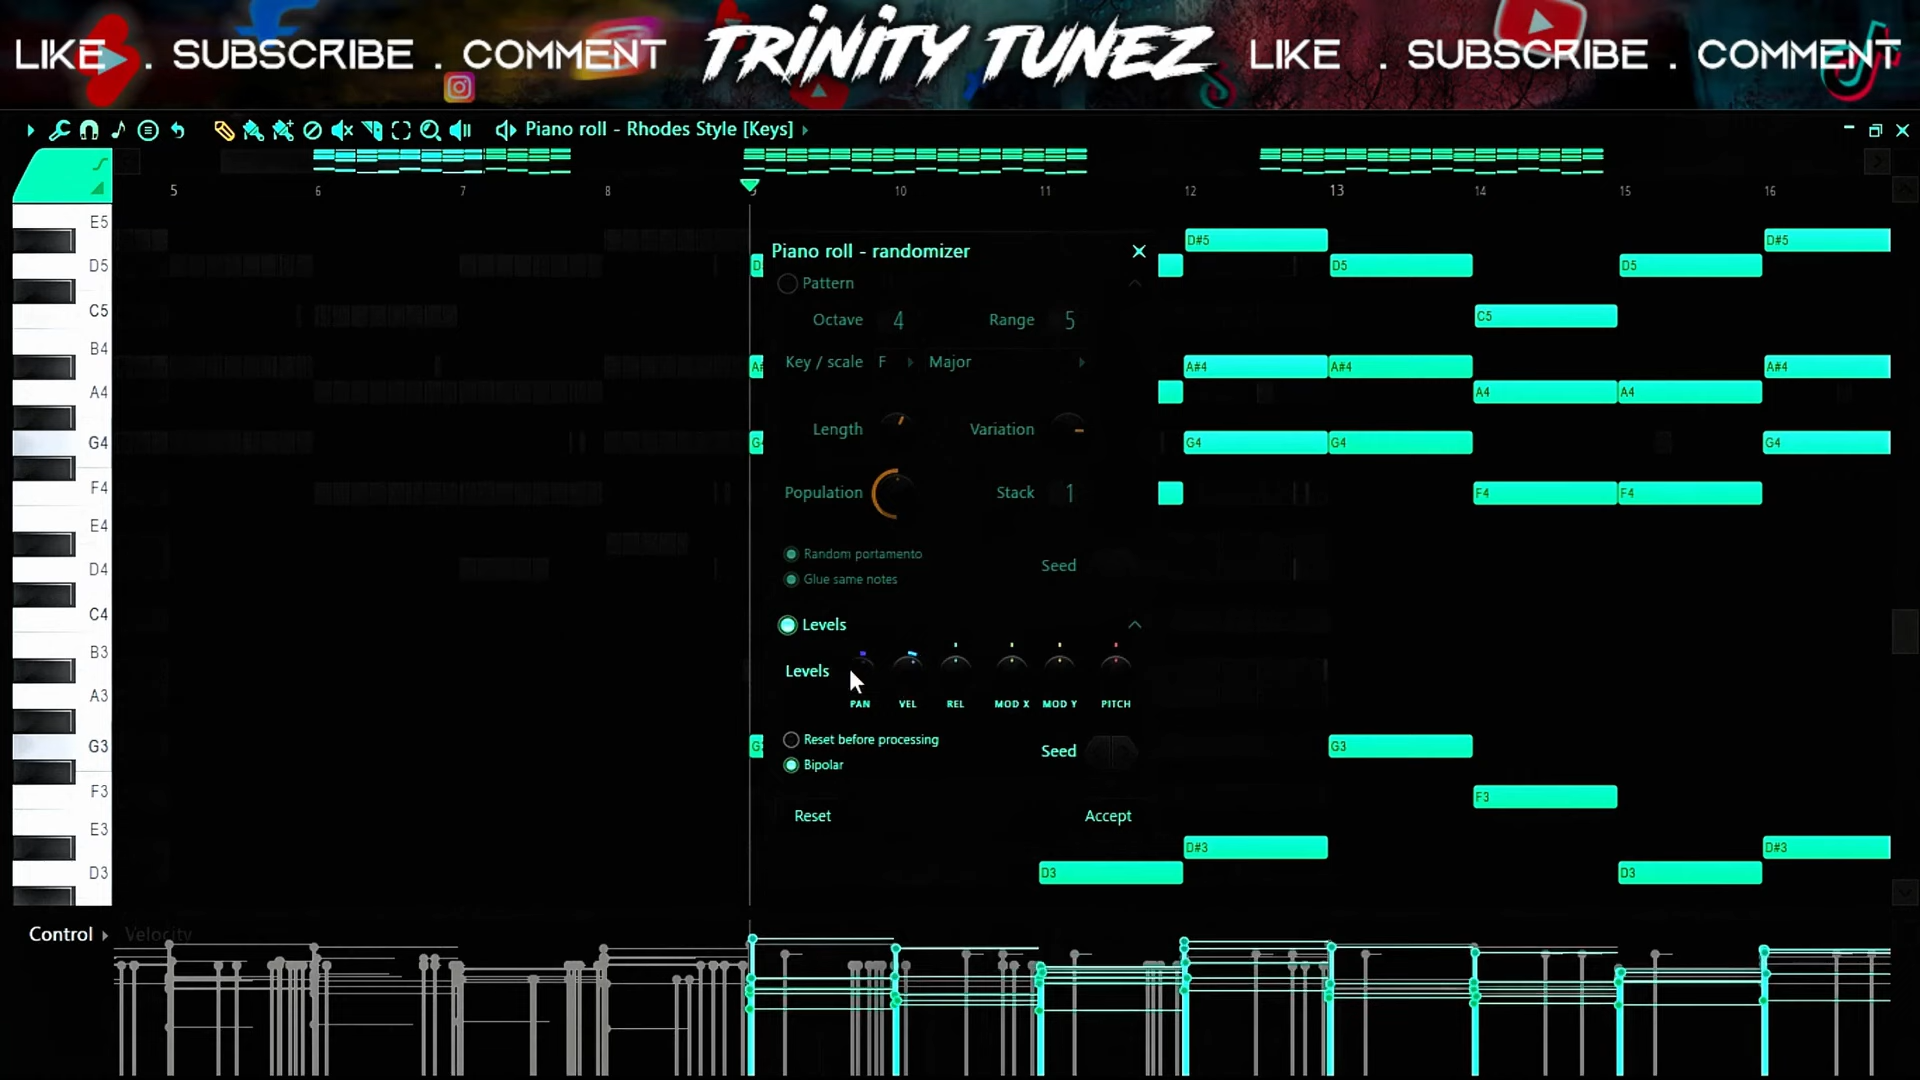 LIKE . SUBSCRIBE . COMMENT TRINITY TUNEZ LIKE . SUBSCRIBE . COMMENT
Piano roll - Rhodes Style [Keys]
5 6 7 8 9 10 11 12 13 14 15 16
E5
D5
C5
B4
A4
G4
F4
E4
D4
C4
B3
A3
G3
F3
E3
D3
Piano roll - randomizer
Pattern
Octave 4 Range 5
Key / scale F Major
Length Variation
Population Stack 1
Random portamento
Glue same notes
Seed
Levels
Levels
PAN VEL REL MOD X MOD Y PITCH
Reset before processing
Bipolar
Seed
Reset Accept
D#5 D#5
D5 D5
C5
A#4 A#4 A#4
A4 A4
G4 G4 G4
F4 F4
G3
F3
D#3 D#3
D3 D3
Control Velocity